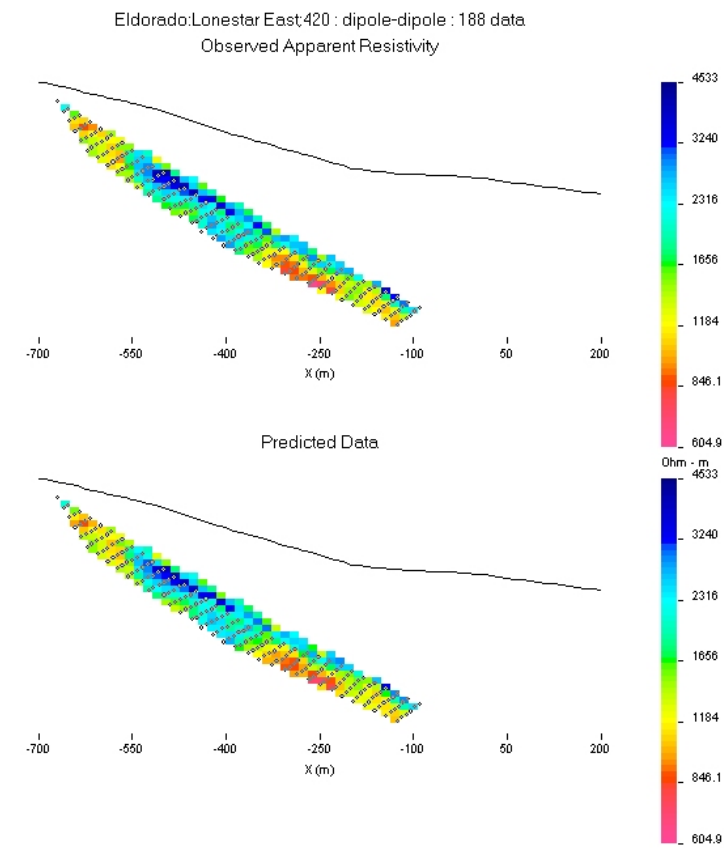 Eldorado:Lonestar East;420 : dipole-dipole : 188 data
Observed Apparent Resistivity
4533
3240
2316
1656
1184
846.1
604.9
Ohm - m
-700 -550 -400 -250 -100 50 200
X (m)
Predicted Data
4533
3240
2316
1656
1184
846.1
604.9
-700 -550 -400 -250 -100 50 200
X (m)